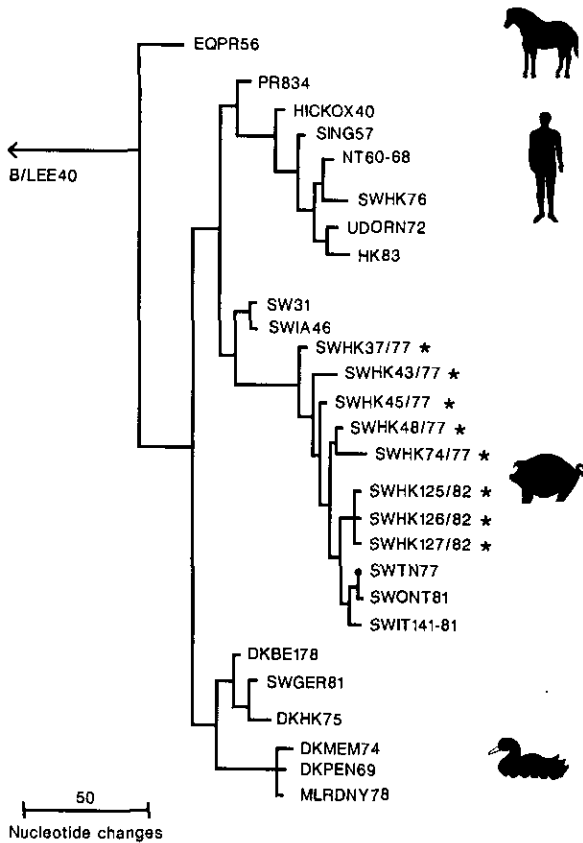 EQPR56
PR834
HICKOX40
SING57
NT60-68
B/LEE40
SWHK76
UDORN72
HK83
SW31
SWIA46
SWHK37/77 *
SWHK43/77 *
SWHK45/77 *
SWHK48/77 *
SWHK74/77 *
SWHK125/82 *
SWHK126/82 *
SWHK127/82 *
SWTN77
SWONT81
SWIT141-81
DKBE178
SWGER81
DKHK75
DKMEM74
DKPEN69
MLRDNY78
50
Nucleotide changes